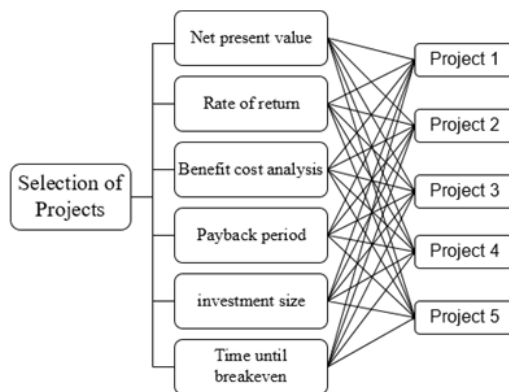 Net present value
Rate of return
Benefit cost analysis
Payback period
investment size
Time until
breakeven
Selection of
Projects
Project 1
Project 2
Project 3
Project 4
Project 5